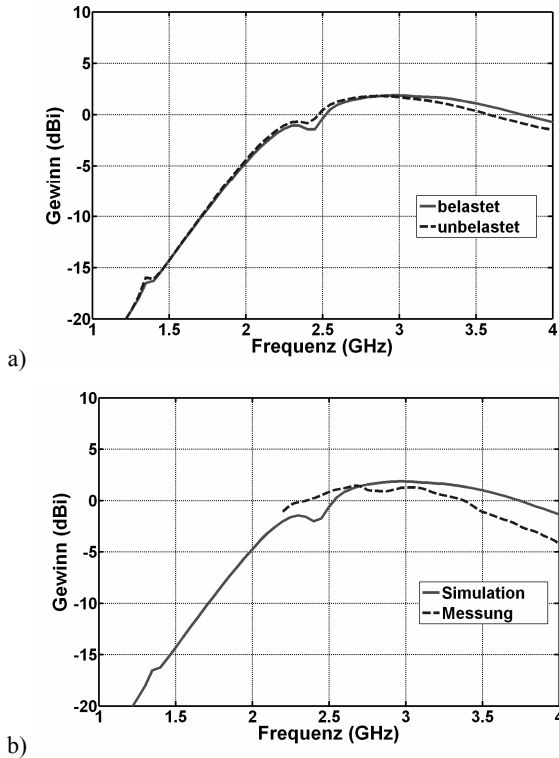 10
5
0
-5
-10
-15
-20
Gewinn (dBi)
belastet
unbelastet
1 1.5 2 2.5 3 3.5 4
Frequenz (GHz)
a)
10
5
0
-5
-10
-15
-20
Gewinn (dBi)
Simulation
Messung
1 1.5 2 2.5 3 3.5 4
Frequenz (GHz)
b)